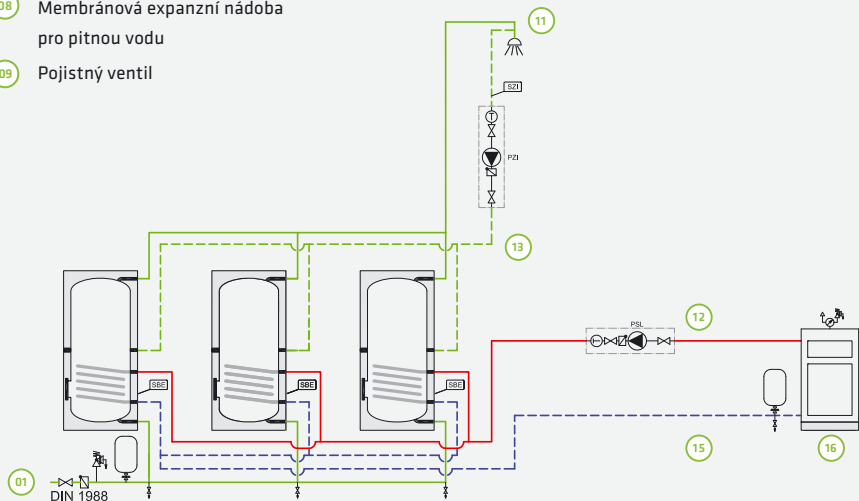 08 Membránová expanzní nádoba
pro pitnou vodu
09 Pojistný ventil
11
SZI
T
PZI
13
PSL
12
SBE
SBE
SBE
15
16
01
DIN 1988